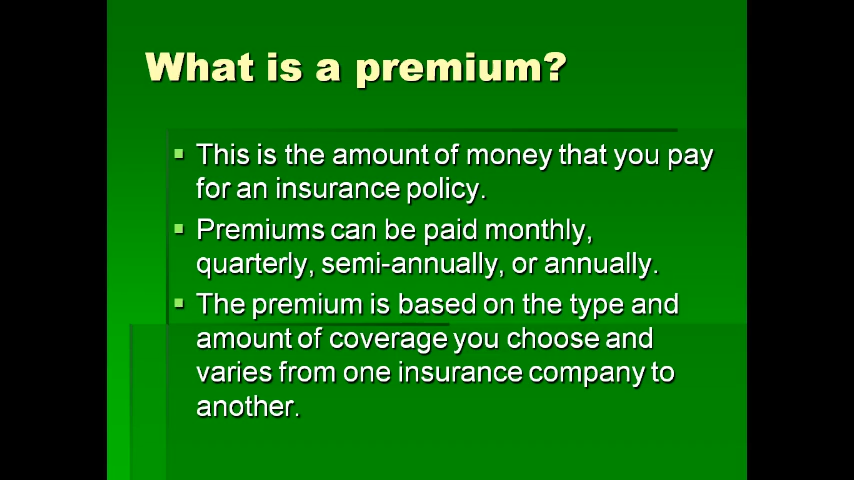 What is a premium?
This is the amount of money that you pay
for an insurance policy.
Premiums can be paid monthly,
quarterly, semi-annually, or annually.
The premium is based on the type and
amount of coverage you choose and
varies from one insurance company to
another.